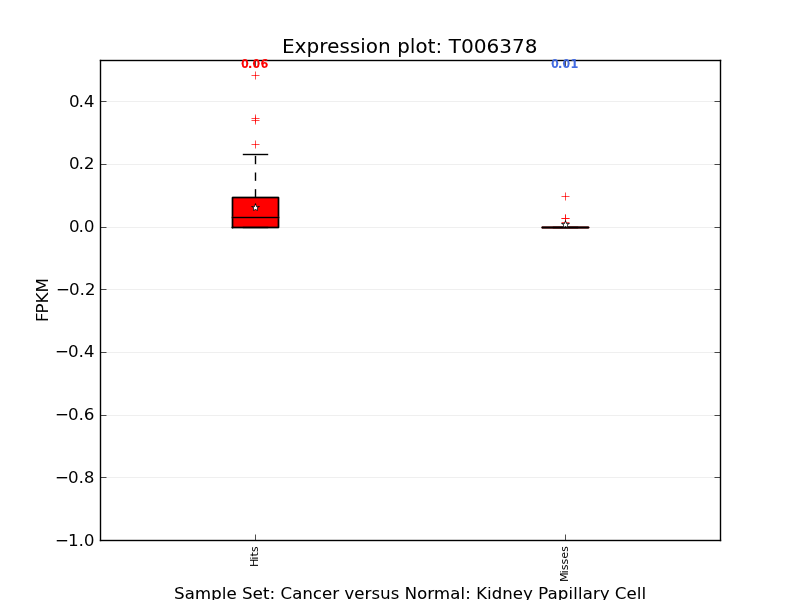 Expression plot: T006378
0.06
0.01
0.4
0.2
0.0
−0.2
−0.4
−0.6
−0.8
−1.0
FPKM
Hits
Misses
Sample Set: Cancer versus Normal: Kidney Papillary Cell